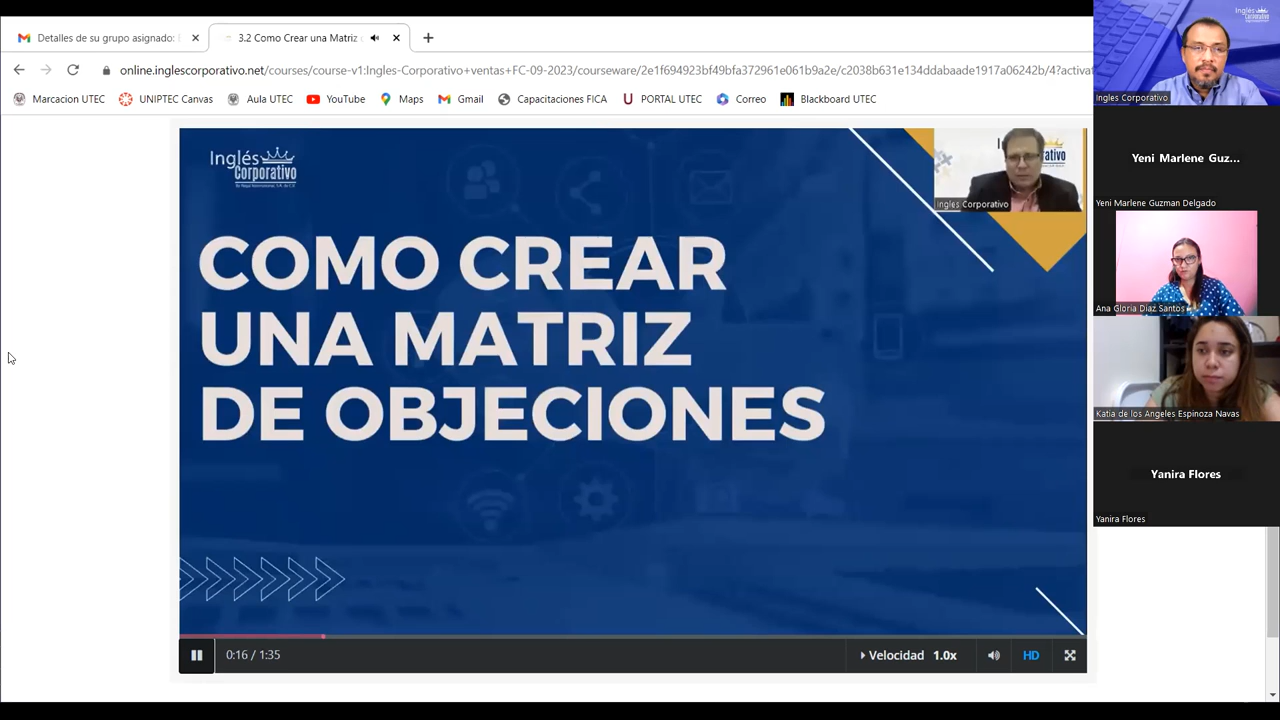 Detalles de su grupo asignado:
3.2 Como Crear una Matriz
online.inglescorporativo.net/courses/course-v1:Ingles-Corporativo+ventas+C-09-2023/courseware/2e1f694923bf49bfa372961e061b9a2e/c2038b631e134ddabaade1917a06242b/4?activat
Marcacion UTEC
UNIPTEC Canvas
Aula UTEC
YouTube
Maps
Gmail
Capacitaciones FICA
PORTAL UTEC
Correo
Blackboard UTEC
Inglés
Corporativo
Ingles Corporativo
COMO CREAR
UNA MATRIZ
DE OBJECIONES
0:16 / 1:35
Velocidad 1.0x
HD
Inglés
Corporativo
Ingles Corporativo
Yeni Marlene Guz...
Yeni Marlene Guzman Delgado
Ana Gloria Diaz Santos
Katia de los Angeles Espinoza Navas
Yanira Flores
Yanira Flores